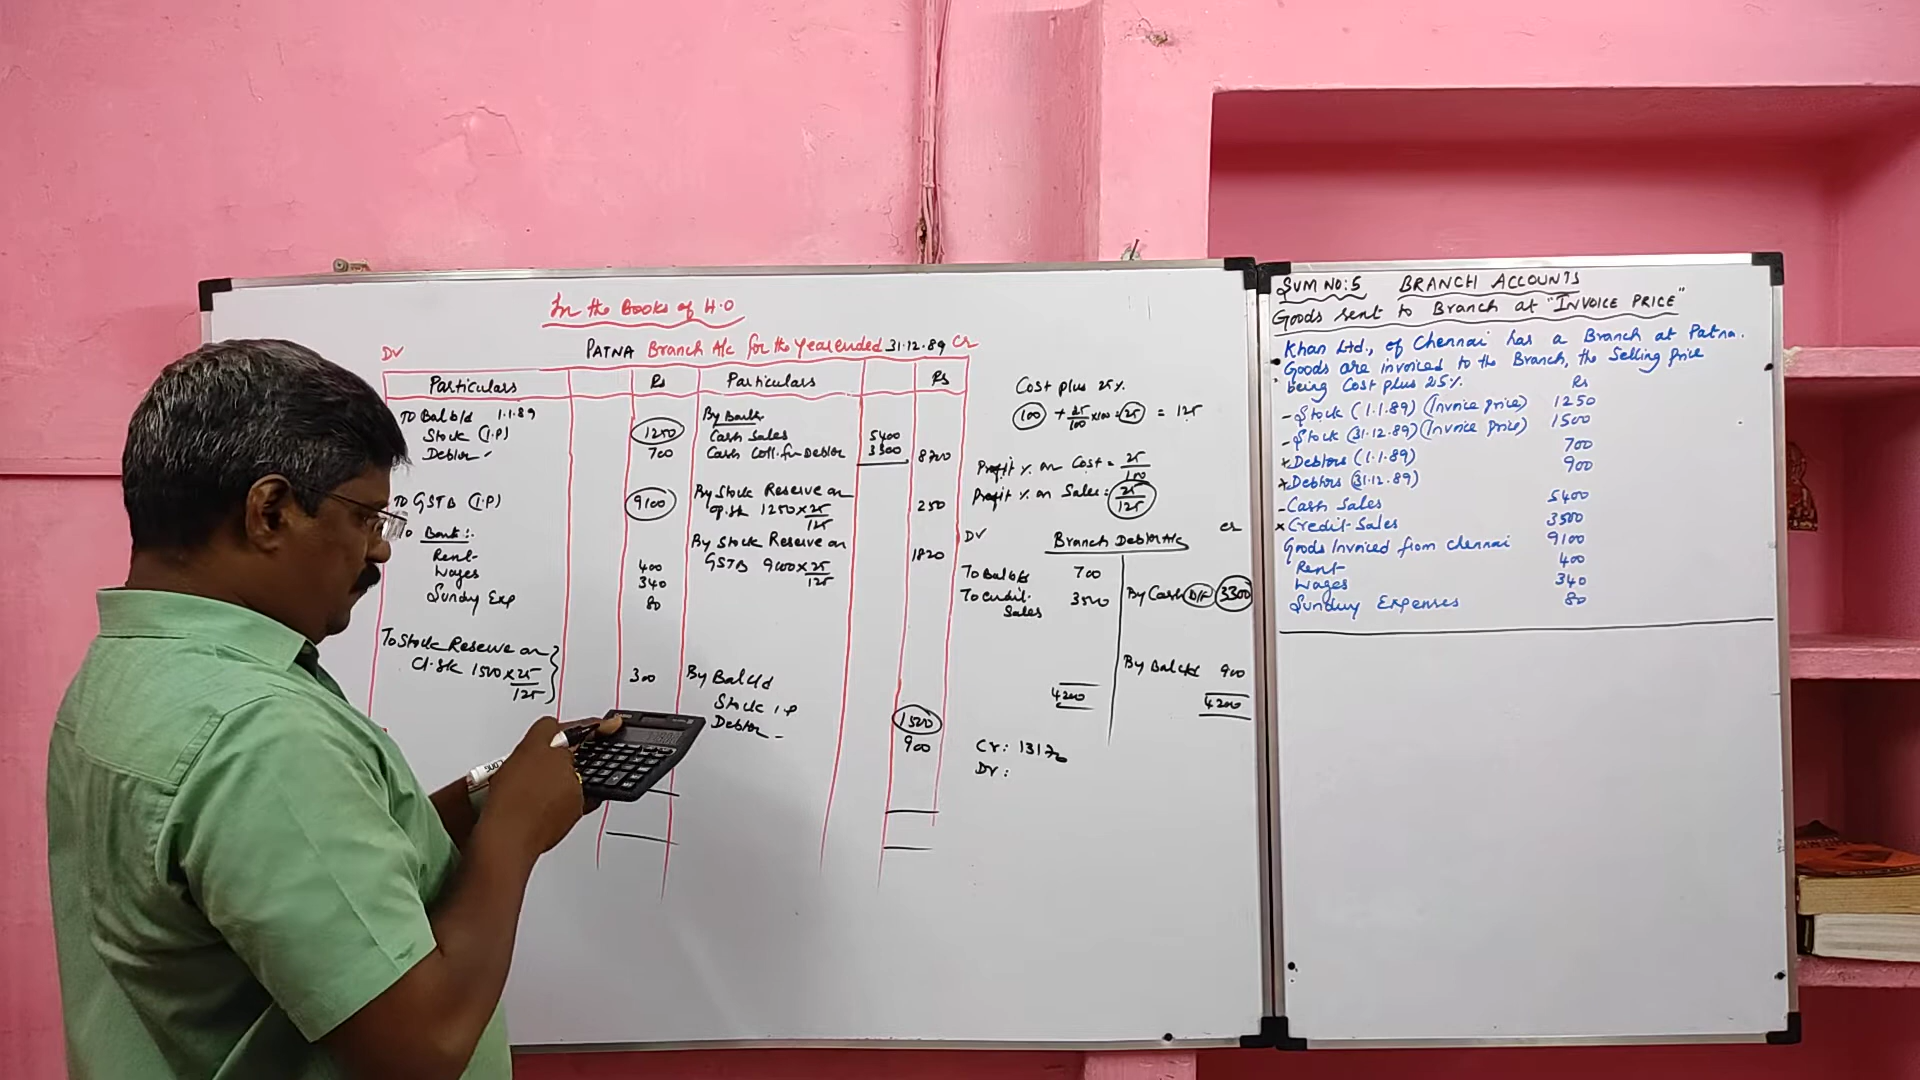 In the Books of H.O
Dr
PATNA Branch A/c for the Year ended 31.12.89 Cr
Particulars Rs Particulars Rs
To Bal b/d 1.1.89
Stock (I.P) 1250
Debtor - 700
To GSTB (I.P) 9100
To Bank:-
Rent 400
Wages 340
Sundry Exp 80
To Stock Reserve on
Cl. stk 1500 x 25/125 300
By Bank
Cash Sales 5400
Cash Coll. fr Debtor 3300 8700
By Stock Reserve on
op. stk 1250 x 25/125 250
By Stock Reserve on
GSTB 9100 x 25/125 1820
By Bal c/d
Stock I.P 1500
Debtor - 900
Cost plus 25%
100 + 25/100 x 100 = 25 = 125
Profit % on Cost = 25/100
Profit % on Sales = 25/125
Dr Branch Debtor A/c Cr
To Bal b/d 700
To Credit Sales 3500
4200
By Cash B/f 3300
By Bal c/d 900
4200
Cr: 13170
Dr:
SUM NO: 5 BRANCH ACCOUNTS
Goods sent to Branch at "INVOICE PRICE"
Khan Ltd., of Chennai has a Branch at Patna.
Goods are invoiced to the Branch, the Selling Price
being Cost plus 25%. Rs
- Stock (1.1.89) (Invoice price) 1250
- Stock (31.12.89) (Invoice price) 1500
x Debtors (1.1.89) 700
x Debtors (31.12.89) 900
- Cash Sales 5400
x Credit Sales 3500
Goods Invoiced from Chennai 9100
Rent 400
Wages 340
Sundry Expenses 80